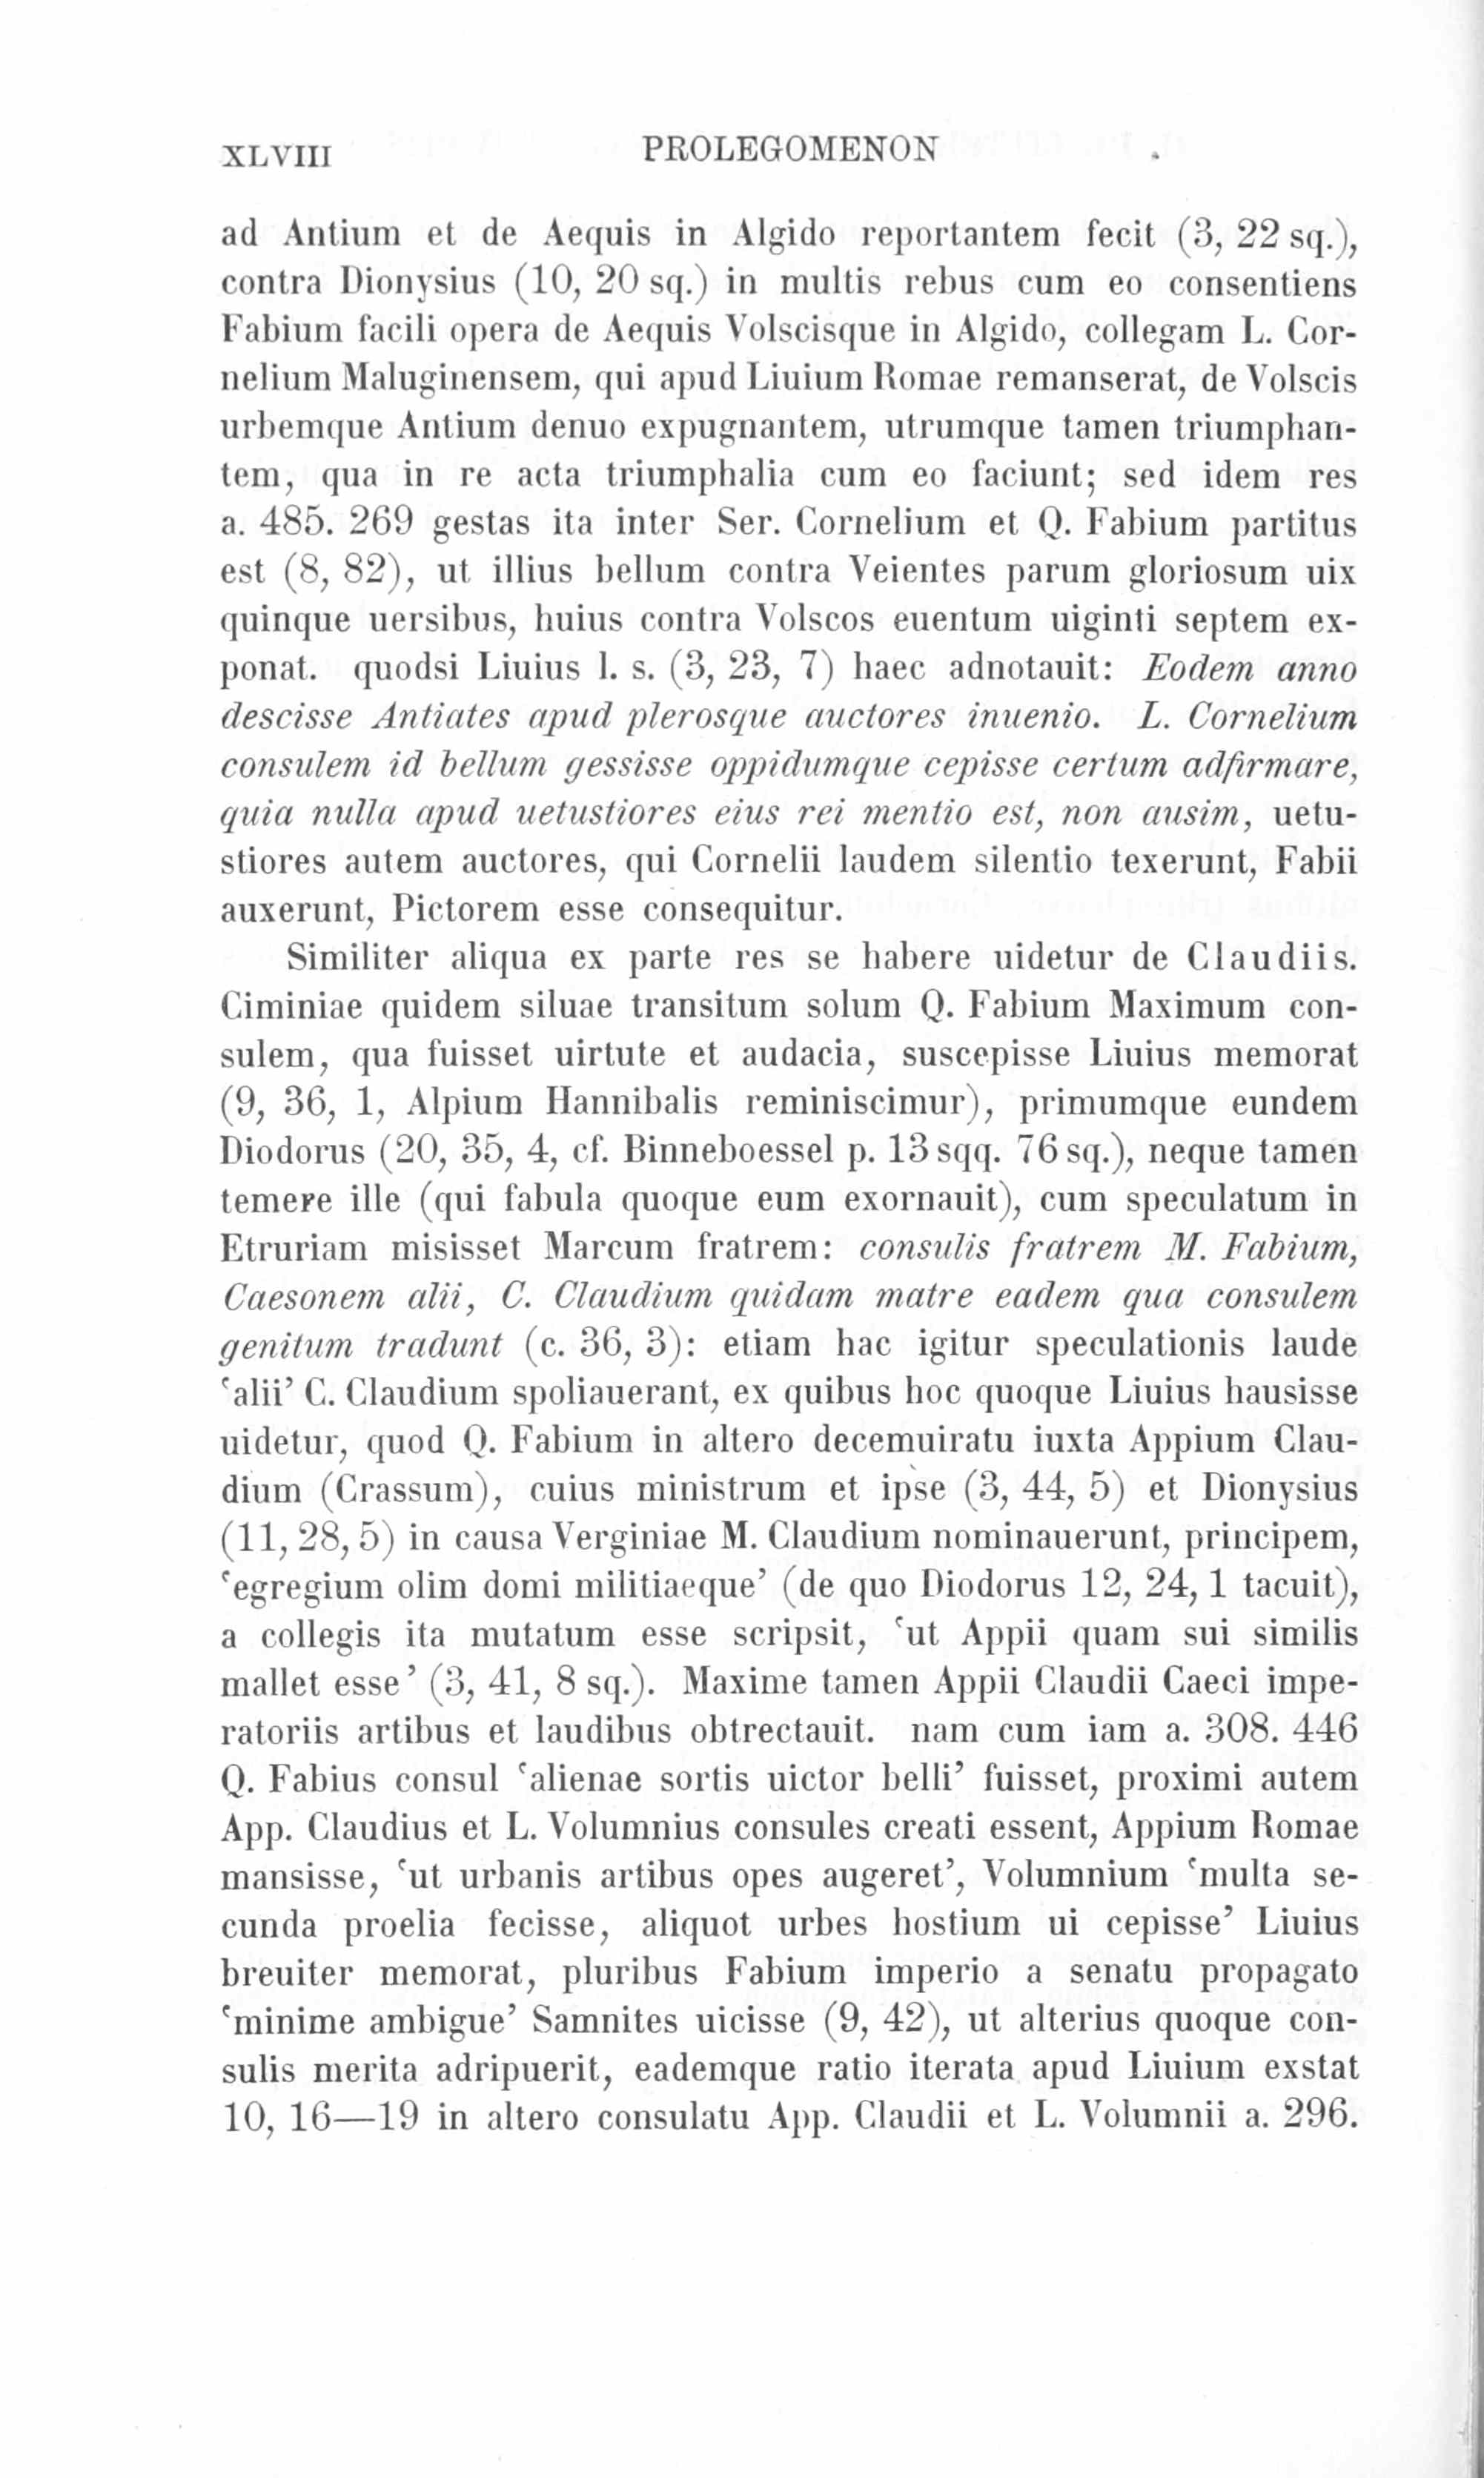 XLVIII PROLEGOMENON
ad Antium et de Aequis in Algido reportantem fecit (3, 22 sq.),
contra Dionysius (10, 20 sq.) in multis rebus cum eo consentiens
Fabium facili opera de Aequis Volscisque in Algido, collegam L. Cor-
nelium Maluginensem, qui apud Liuium Romae remanserat, de Volscis
urbemque Antium denuo expugnantem, utrumque tamen triumphan-
tem, qua in re acta triumphalia cum eo faciunt; sed idem res
a. 485. 269 gestas ita inter Ser. Cornelium et Q. Fabium partitus
est (8, 82), ut illius bellum contra Veientes parum gloriosum uix
quinque uersibus, huius contra Volscos euentum uiginti septem ex-
ponat. quodsi Liuius l. s. (3, 23, 7) haec adnotauit: Eodem anno
descisse Antiates apud plerosque auctores inuenio. L. Cornelium
consulem id bellum gessisse oppidumque cepisse certum adfirmare,
quia nulla apud uetustiores eius rei mentio est, non ausim, uetu-
stiores autem auctores, qui Cornelii laudem silentio texerunt, Fabii
auxerunt, Pictorem esse consequitur.
Similiter aliqua ex parte res se habere uidetur de Claudiis.
Ciminiae quidem siluae transitum solum Q. Fabium Maximum con-
sulem, qua fuisset uirtute et audacia, suscepisse Liuius memorat
(9, 36, 1, Alpium Hannibalis reminiscimur), primumque eundem
Diodorus (20, 35, 4, cf. Binneboessel p. 13 sqq. 76 sq.), neque tamen
temere ille (qui fabula quoque eum exornauit), cum speculatum in
Etruriam misisset Marcum fratrem: consulis fratrem M. Fabium,
Caesonem alii, C. Claudium quidam matre eadem qua consulem
genitum tradunt (c. 36, 3): etiam hac igitur speculationis laude
‘alii’ C. Claudium spoliauerant, ex quibus hoc quoque Liuius hausisse
uidetur, quod Q. Fabium in altero decemuiratu iuxta Appium Clau-
dium (Crassum), cuius ministrum et ipse (3, 44, 5) et Dionysius
(11, 28, 5) in causa Verginiae M. Claudium nominauerunt, principem,
‘egregium olim domi militiaeque’ (de quo Diodorus 12, 24, 1 tacuit),
a collegis ita mutatum esse scripsit, ‘ut Appii quam sui similis
mallet esse’ (3, 41, 8 sq.). Maxime tamen Appii Claudii Caeci impe-
ratoriis artibus et laudibus obtrectauit. nam cum iam a. 308. 446
Q. Fabius consul ‘alienae sortis uictor belli’ fuisset, proximi autem
App. Claudius et L. Volumnius consules creati essent, Appium Romae
mansisse, ‘ut urbanis artibus opes augeret’, Volumnium ‘multa se-
cunda proelia fecisse, aliquot urbes hostium ui cepisse’ Liuius
breuiter memorat, pluribus Fabium imperio a senatu propagato
‘minime ambigue’ Samnites uicisse (9, 42), ut alterius quoque con-
sulis merita adripuerit, eademque ratio iterata apud Liuium exstat
10, 16—19 in altero consulatu App. Claudii et L. Volumnii a. 296.